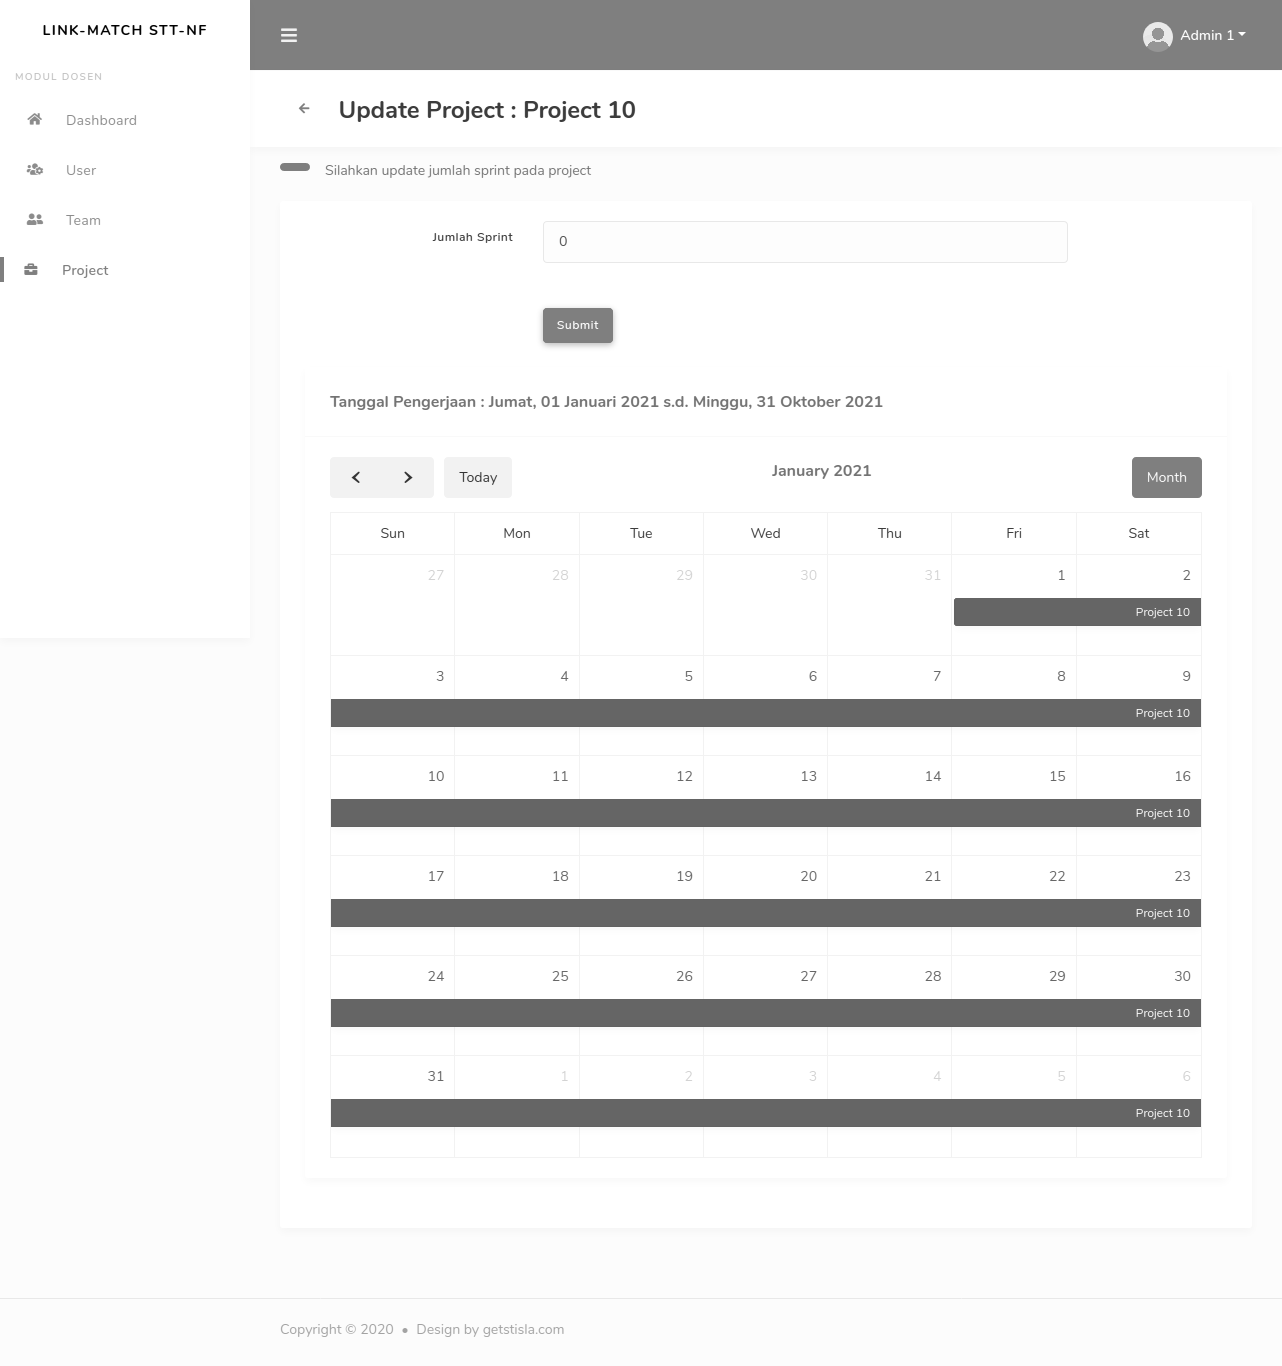 LINK-MATCH STT-NF
Admin 1
MODUL DOSEN
Dashboard
User
Team
Project
Update Project : Project 10
Silahkan update jumlah sprint pada project
Jumlah Sprint
0
Submit
Tanggal Pengerjaan : Jumat, 01 Januari 2021 s.d. Minggu, 31 Oktober 2021
Today
January 2021
Month
Sun Mon Tue Wed Thu Fri Sat
27 28 29 30 31 1 2
Project 10
3 4 5 6 7 8 9
Project 10
10 11 12 13 14 15 16
Project 10
17 18 19 20 21 22 23
Project 10
24 25 26 27 28 29 30
Project 10
31 1 2 3 4 5 6
Project 10
Copyright © 2020 • Design by getstisla.com